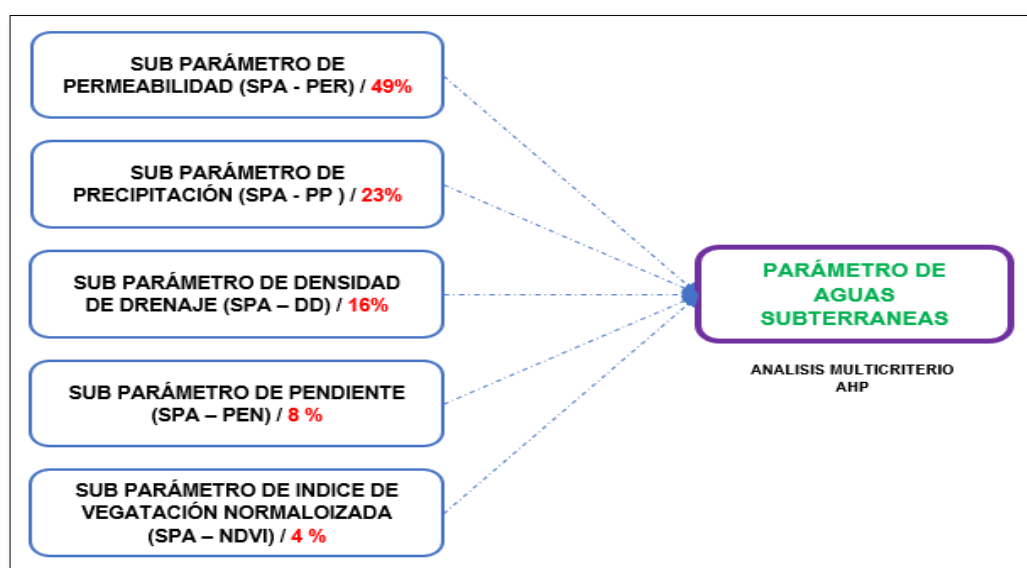 SUB PARÁMETRO DE
PERMEABILIDAD (SPA - PER) / 49%
SUB PARÁMETRO DE
PRECIPITACIÓN (SPA - PP ) / 23%
SUB PARÁMETRO DE DENSIDAD
DE DRENAJE (SPA – DD) / 16%
SUB PARÁMETRO DE PENDIENTE
(SPA – PEN) / 8 %
SUB PARÁMETRO DE INDICE DE
VEGATACIÓN NORMALOIZADA
(SPA – NDVI) / 4 %
PARÁMETRO DE
AGUAS
SUBTERRANEAS
ANALISIS MULTICRITERIO
AHP